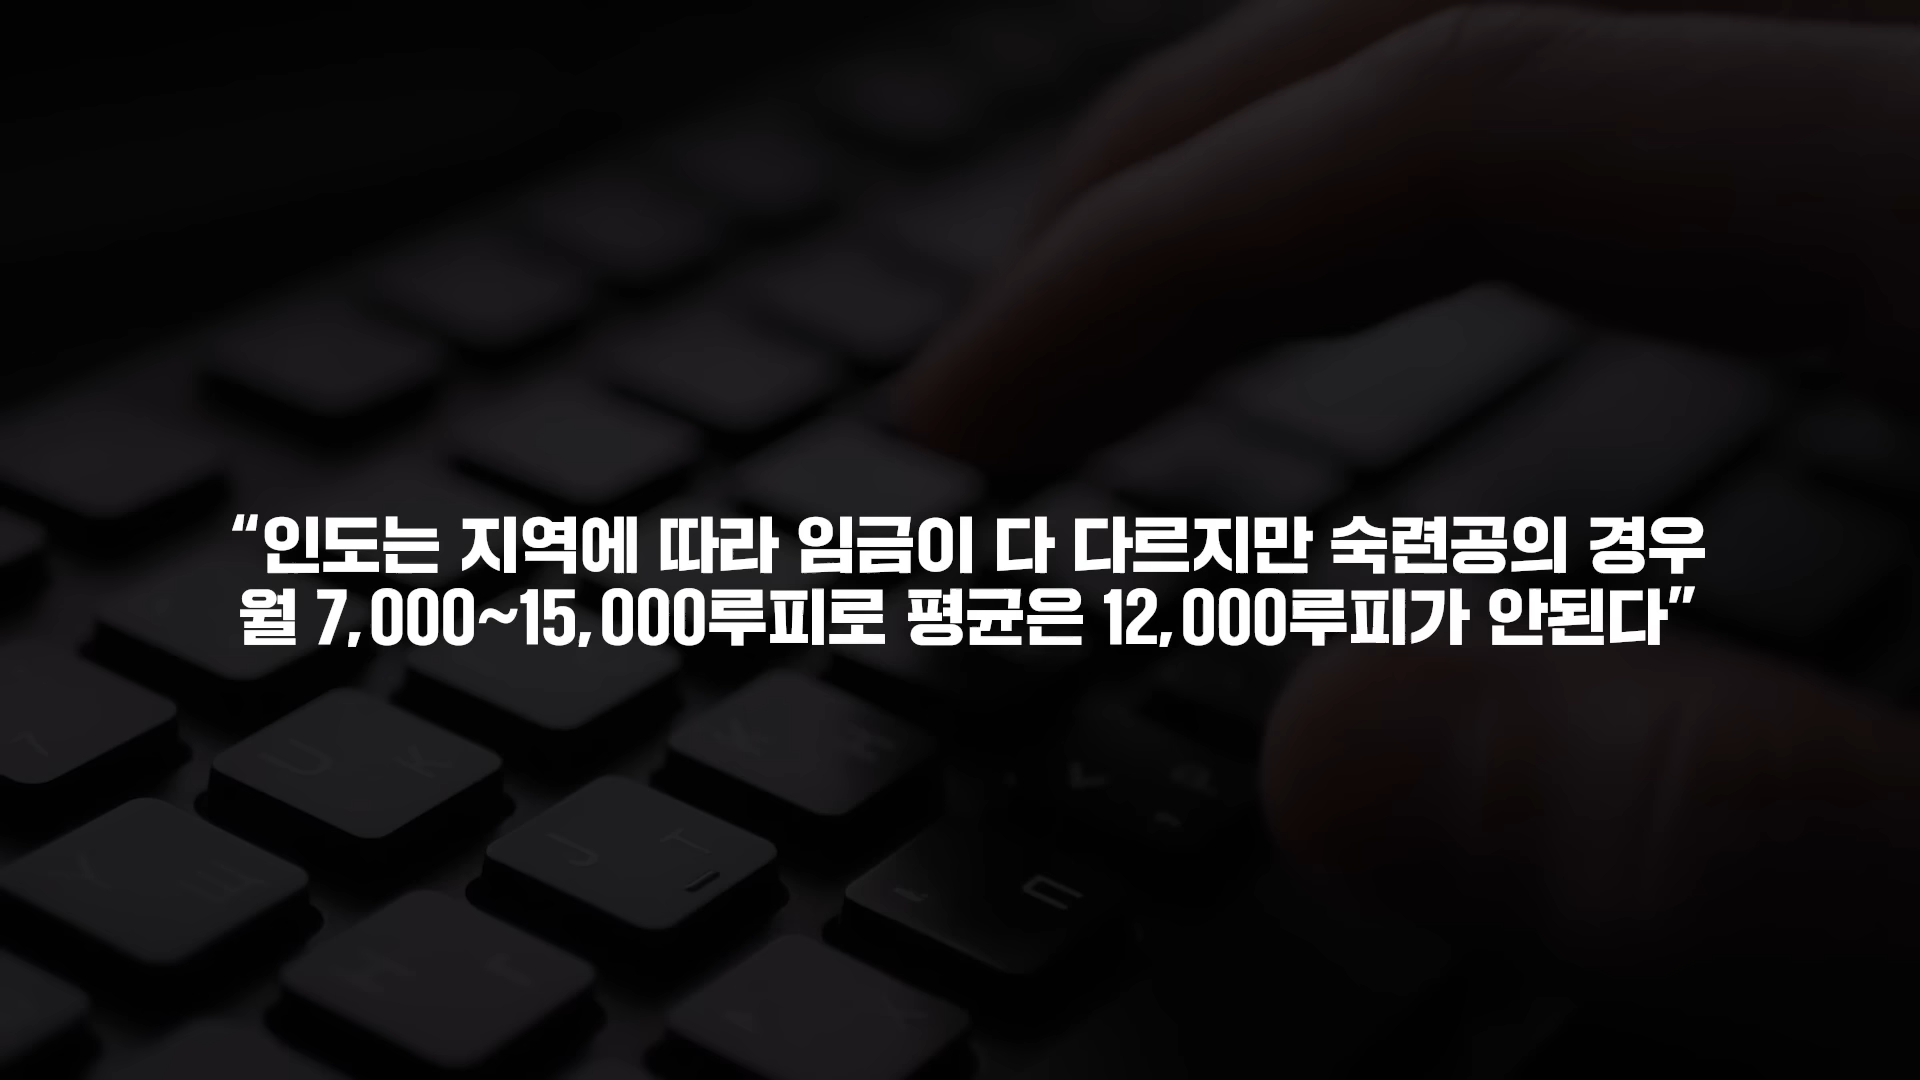 “인도는 지역에 따라 임금이 다 다르지만 숙련공의 경우
월 7,000~15,000루피로 평균은 12,000루피가 안된다”
U K
J T